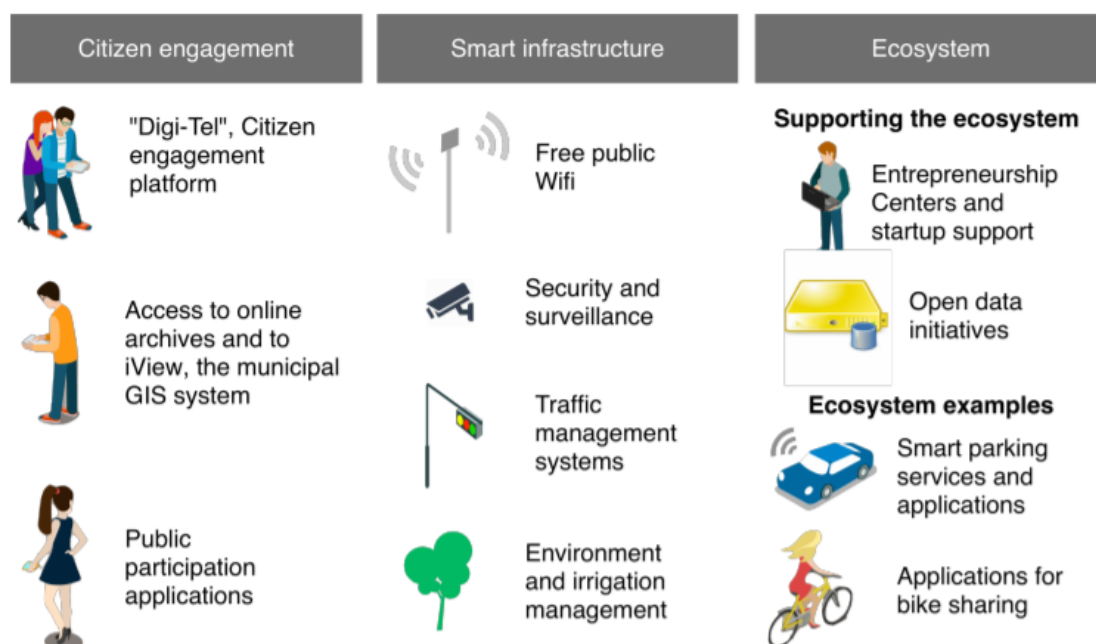 Citizen engagement
"Digi-Tel", Citizen
engagement
platform
Access to online
archives and to
iView, the municipal
GIS system
Public
participation
applications
Smart infrastructure
Free public
Wifi
Security and
surveillance
Traffic
management
systems
Environment
and irrigation
management
Ecosystem
Supporting the ecosystem
Entrepreneurship
Centers and
startup support
Open data
initiatives
Ecosystem examples
Smart parking
services and
applications
Applications for
bike sharing